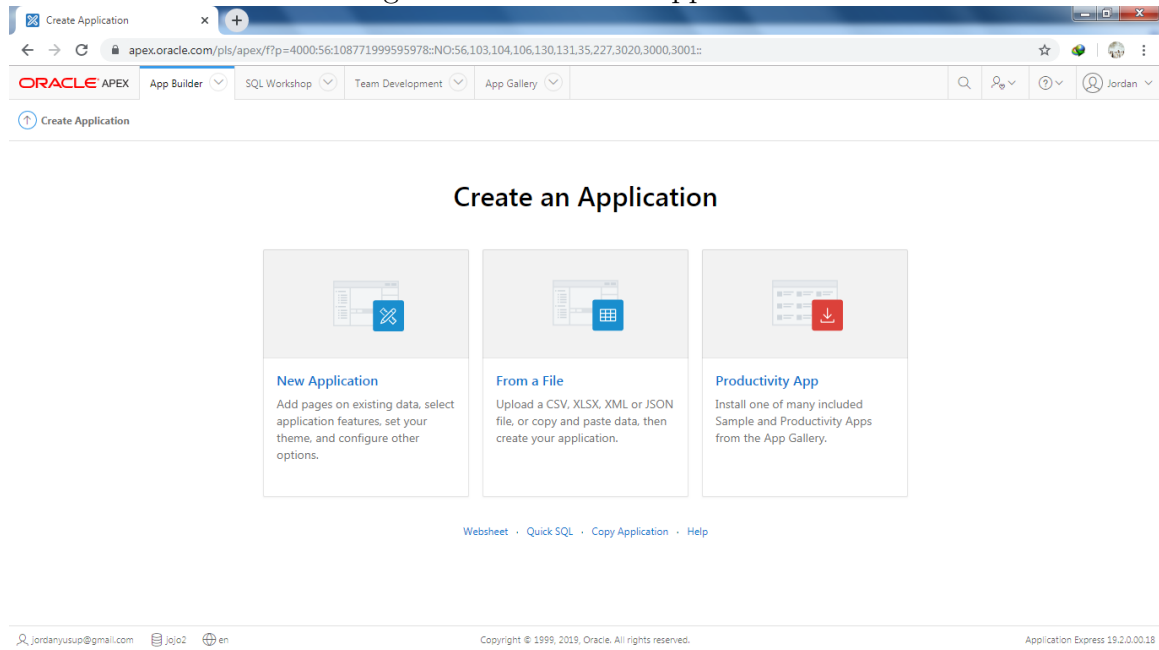 Create Application
apex.oracle.com/pls/apex/f?p=4000:56:108771999595978::NO:56,103,104,106,130,131,35,227,3020,3000,3001::
ORACLE APEX App Builder SQL Workshop Team Development App Gallery Jordan
Create Application
Create an Application
New Application
Add pages on existing data, select
application features, set your
theme, and configure other
options.
From a File
Upload a CSV, XLSX, XML or JSON
file, or copy and paste data, then
create your application.
Productivity App
Install one of many included
Sample and Productivity Apps
from the App Gallery.
Websheet · Quick SQL · Copy Application · Help
jordanyusup@gmail.com jojo2 en Copyright © 1999, 2019, Oracle. All rights reserved. Application Express 19.2.0.00.18